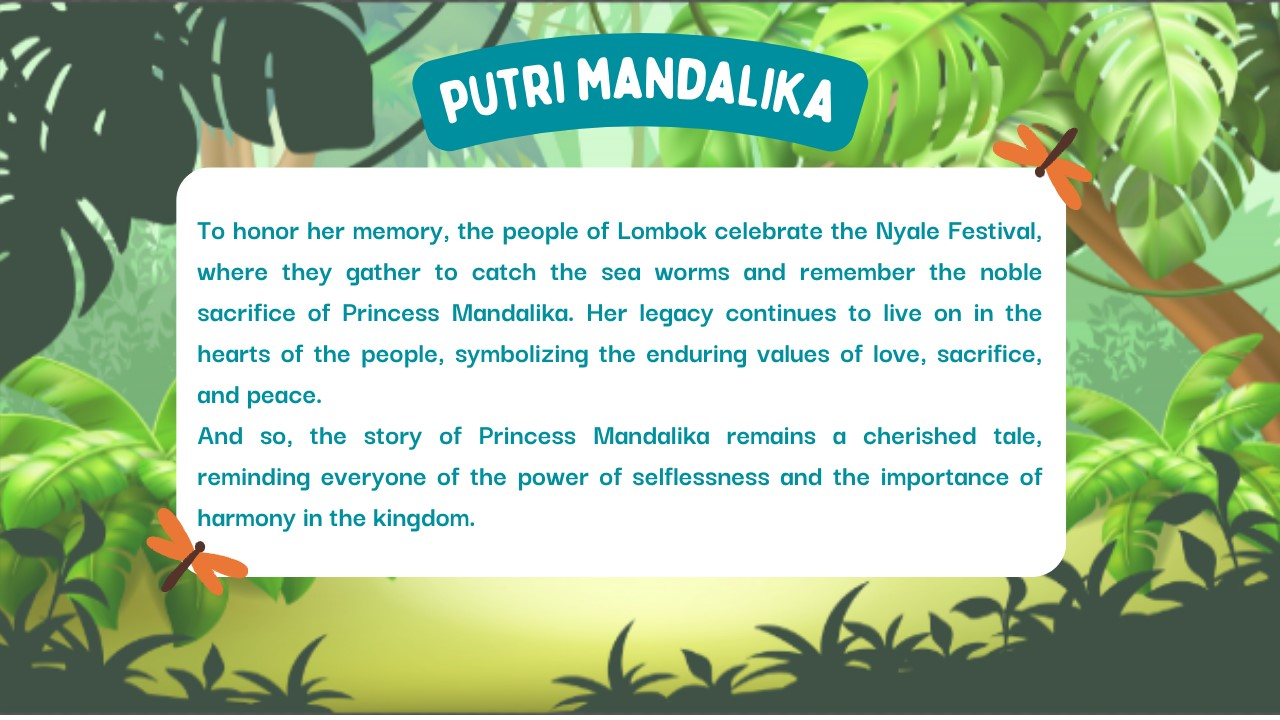 PUTRI MANDALIKA
To honor her memory, the people of Lombok celebrate the Nyale Festival,
where they gather to catch the sea worms and remember the noble
sacrifice of Princess Mandalika. Her legacy continues to live on in the
hearts of the people, symbolizing the enduring values of love, sacrifice,
and peace.
And so, the story of Princess Mandalika remains a cherished tale,
reminding everyone of the power of selflessness and the importance of
harmony in the kingdom.